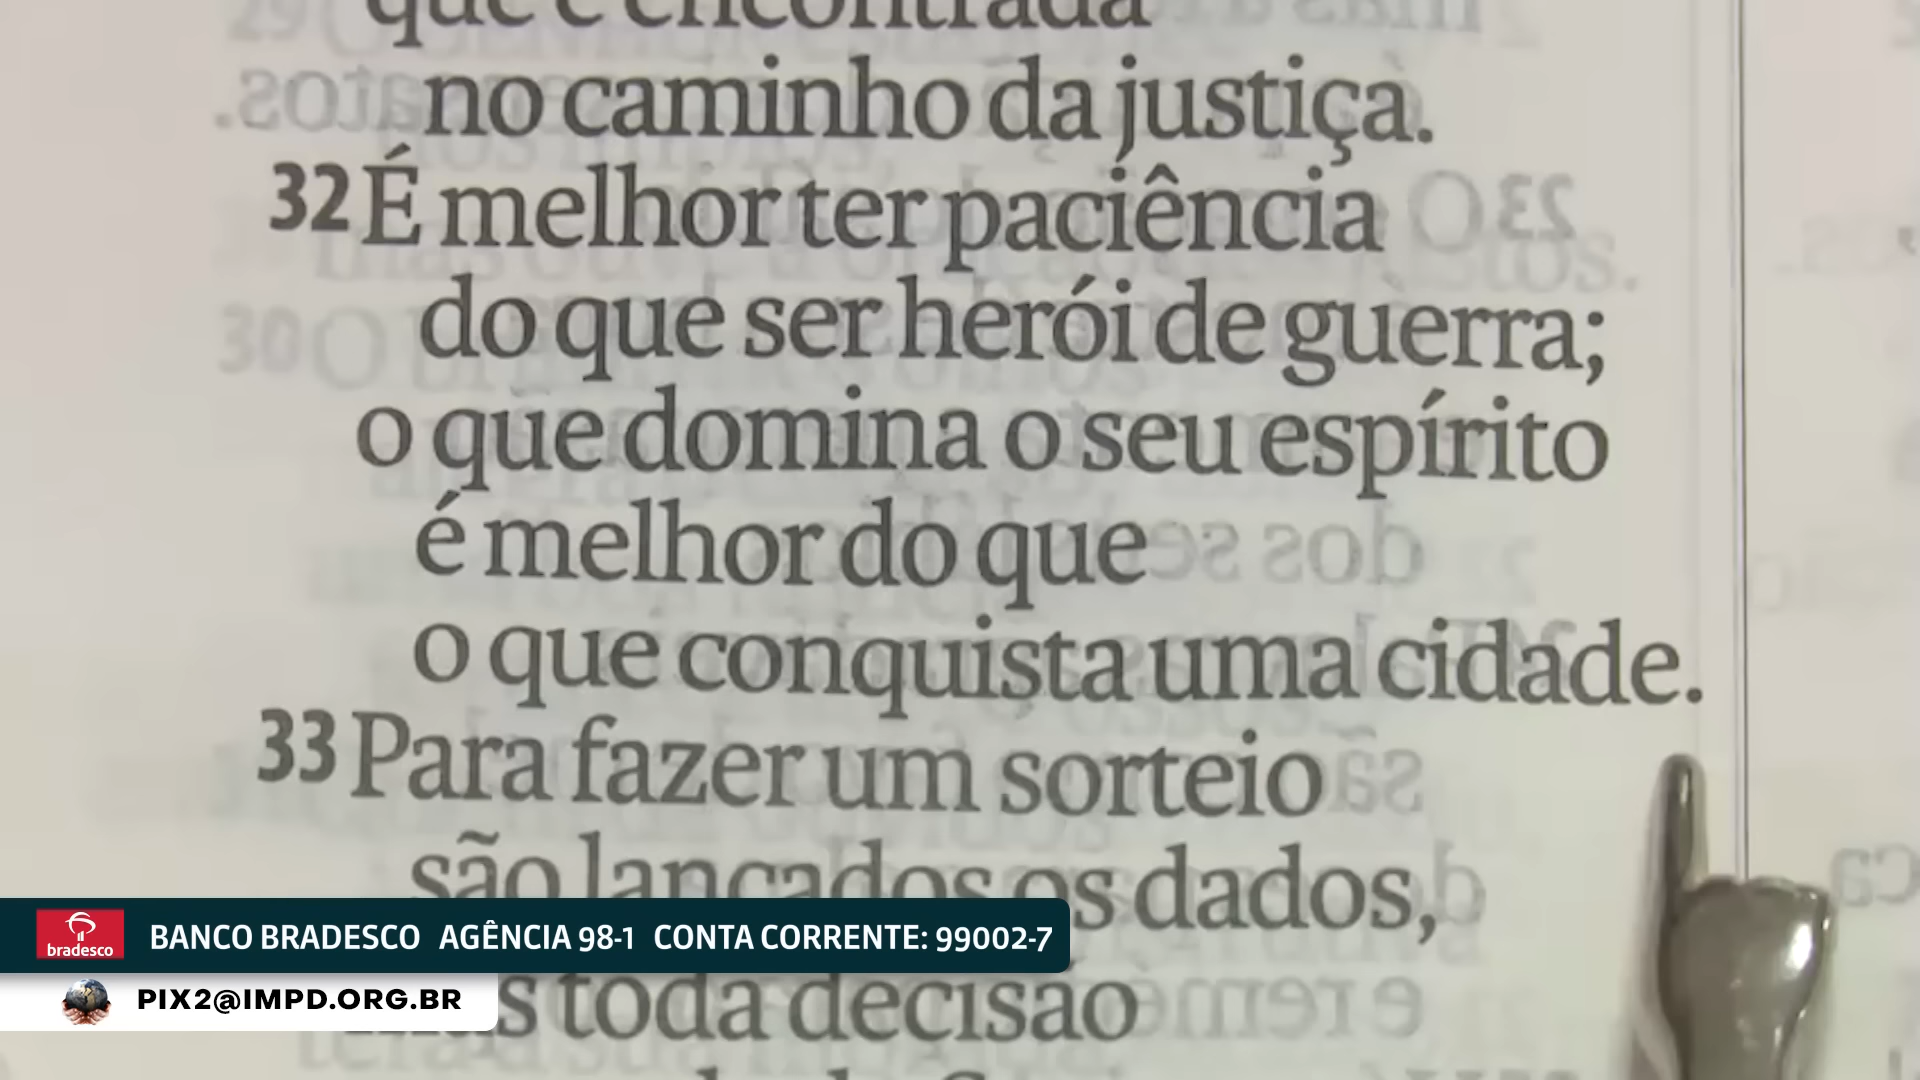 que é encontrada
no caminho da justiça.
32 É melhor ter paciência
do que ser herói de guerra;
o que domina o seu espírito
é melhor do que
o que conquista uma cidade.
33 Para fazer um sorteio
são lançados os dados,
bradesco BANCO BRADESCO AGÊNCIA 98-1 CONTA CORRENTE: 99002-7
PIX2@IMPD.ORG.BR
toda decisão